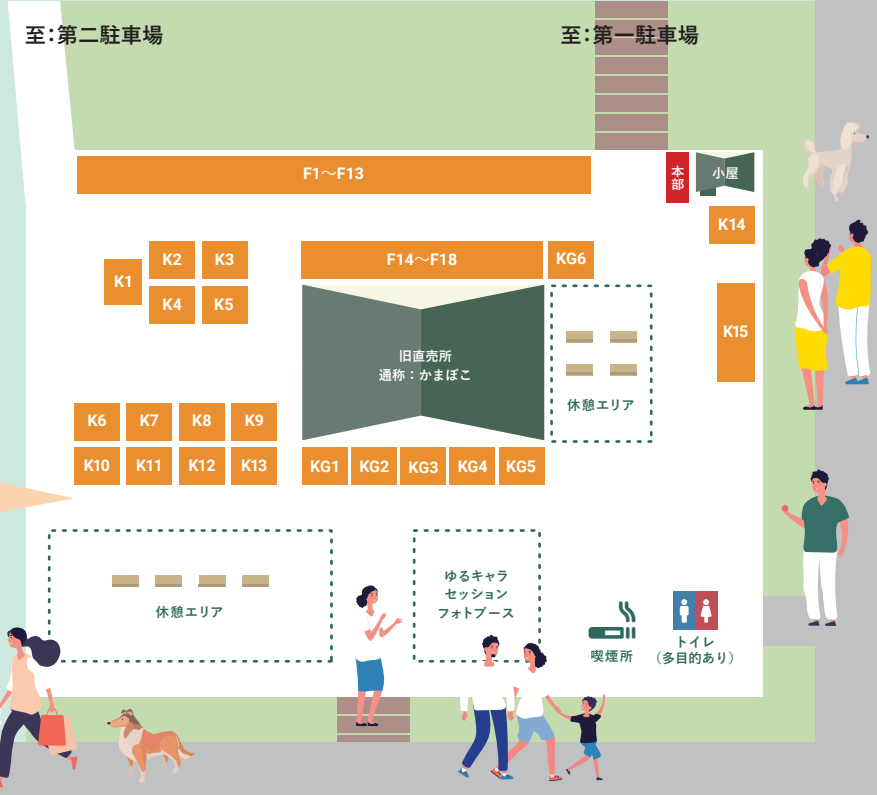 至：第二駐車場
至：第一駐車場
F1～F13
本部
小屋
K14
K1
K2
K3
K4
K5
F14～F18
KG6
K15
旧直売所
通称：かまぼこ
休憩エリア
K6
K7
K8
K9
K10
K11
K12
K13
KG1
KG2
KG3
KG4
KG5
休憩エリア
ゆるキャラ
セッション
フォトブース
喫煙所
トイレ
（多目的あり）